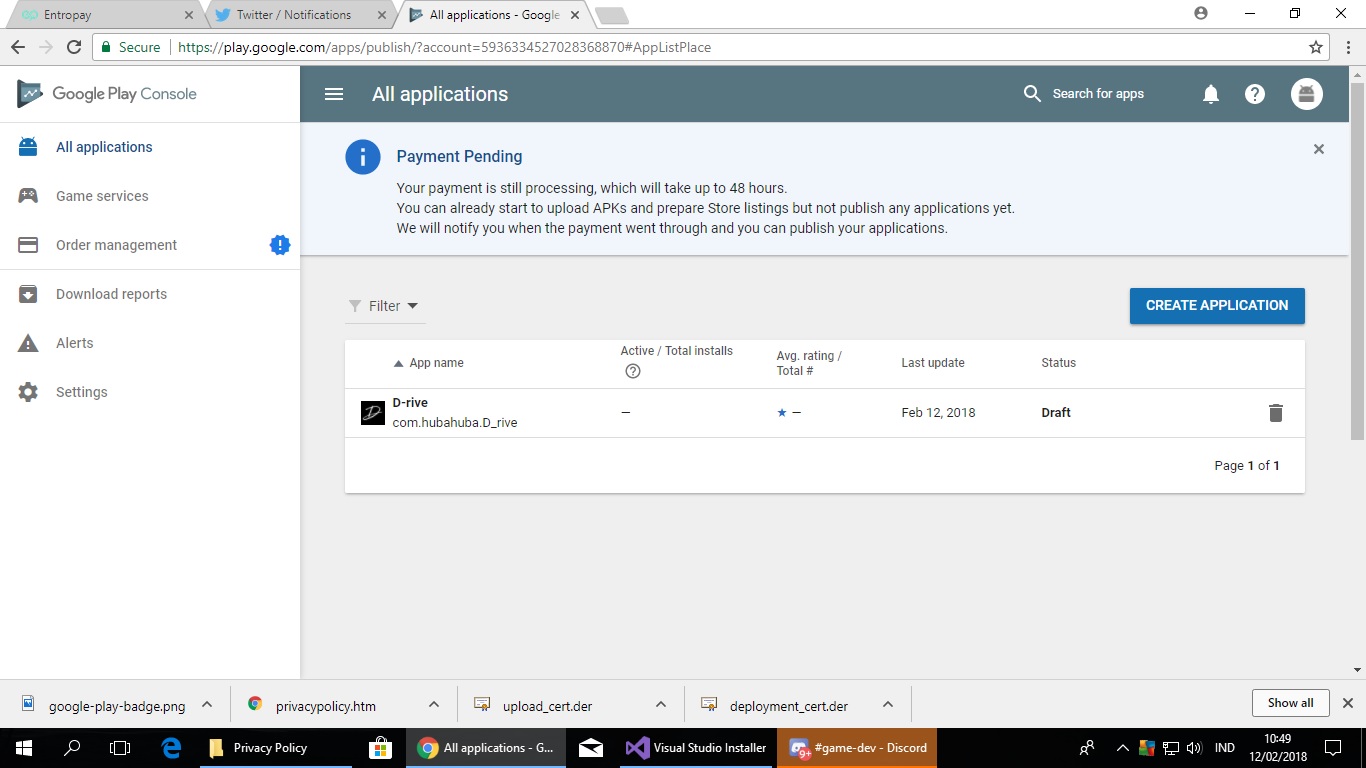 Entropay
Twitter / Notifications
All applications - Google
Secure
https://play.google.com/apps/publish/?account=5936334527028368870#AppListPlace
Google Play Console
All applications
Search for apps
All applications
Game services
Order management
Download reports
Alerts
Settings
Payment Pending
Your payment is still processing, which will take up to 48 hours.
You can already start to upload APKs and prepare Store listings but not publish any applications yet.
We will notify you when the payment went through and you can publish your applications.
Filter
CREATE APPLICATION
App name
Active / Total installs
Avg. rating /
Total #
Last update
Status
D-rive
com.hubahuba.D_rive
–
★ –
Feb 12, 2018
Draft
Page 1 of 1
google-play-badge.png
privacypolicy.htm
upload_cert.der
deployment_cert.der
Show all
Privacy Policy
All applications - G...
Visual Studio Installer
9+
#game-dev - Discord
IND
10:49
12/02/2018